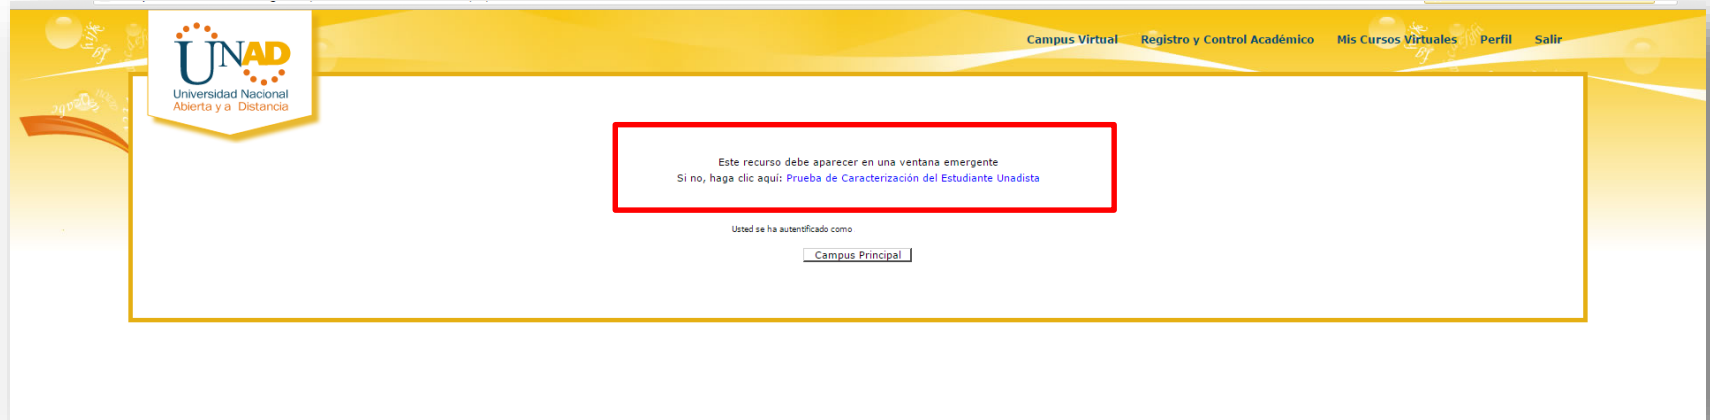 Campus Virtual Registro y Control Académico Mis Cursos Virtuales Perfil Salir
UNAD
Universidad Nacional
Abierta y a Distancia
Este recurso debe aparecer en una ventana emergente
Si no, haga clic aquí: Prueba de Caracterización del Estudiante Unadista
Usted se ha autentificado como
Campus Principal